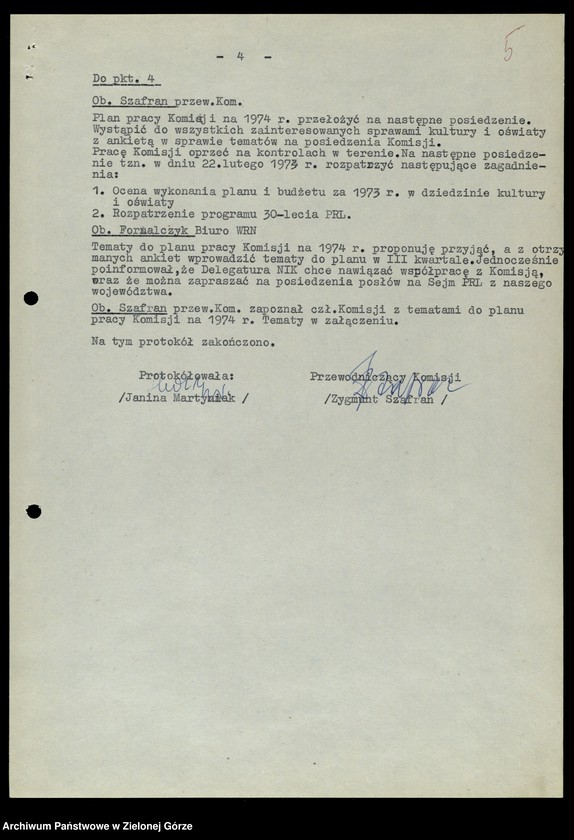 - 4 -
5
Do pkt. 4
Ob. Szafran przew.Kom.
Plan pracy Komisji na 1974 r. przełożyć na następne posiedzenie.
Wystąpić do wszystkich zainteresowanych sprawami kultury i oświaty
z ankietą w sprawie tematów na posiedzenia Komisji.
Pracę Komisji oprzeć na kontrolach w terenie.Na następne posiedze-
nie tzn. w dniu 22.lutego 1973 r. rozpatrzyć następujące zagadnie-
nia:
1. Ocena wykonania planu i budżetu za 1973 r. w dziedzinie kultury
i oświaty
2. Rozpatrzenie programu 30-lecia PRL.
Ob. Formalczyk Biuro WRN
Tematy do planu pracy Komisji na 1974 r. proponuję przyjąć, a z otrzy
manych ankiet wprowadzić tematy do planu w III kwartale.Jednocześnie
poinformował,że Delegatura NIK chce nawiązać współpracę z Komisją,
oraz że można zapraszać na posiedzenia posłów na Sejm PRL z naszego
województwa.
Ob. Szafran przew.Kom. zapoznał czł.Komisji z tematami do planu
pracy Komisji na 1974 r. Tematy w załączeniu.
Na tym protokół zakończono.
Protokółowała: Przewodniczący Komisji
/Janina Martyniak / /Zygmunt Szafran /
Archiwum Państwowe w Zielonej Górze